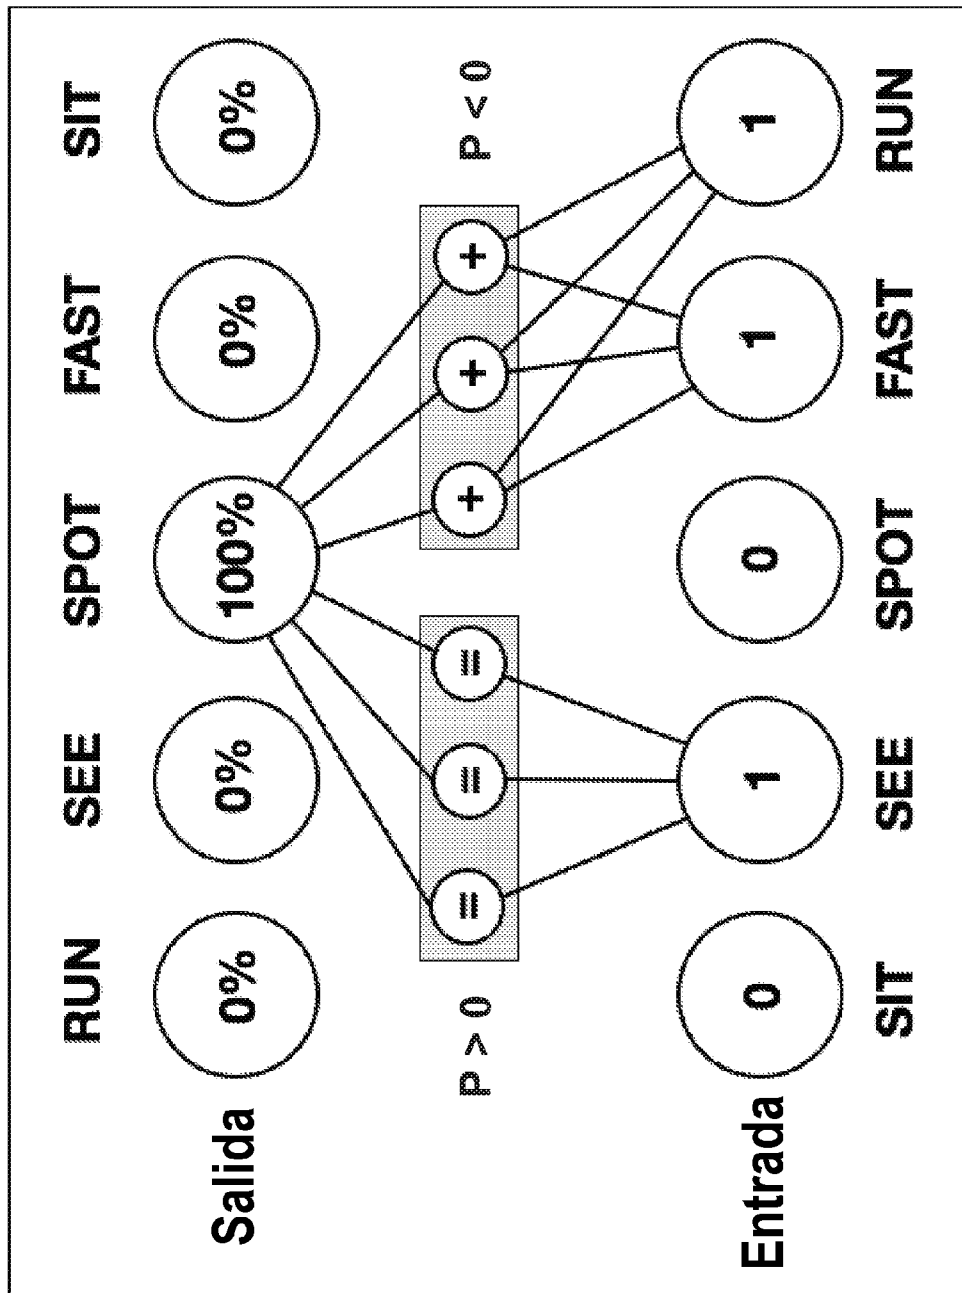 RUN SEE SPOT FAST SIT
Salida 0% 0% 100% 0% 0%
P > 0 = = = + + + P < 0
Entrada 0 1 0 1 1
SIT SEE SPOT FAST RUN